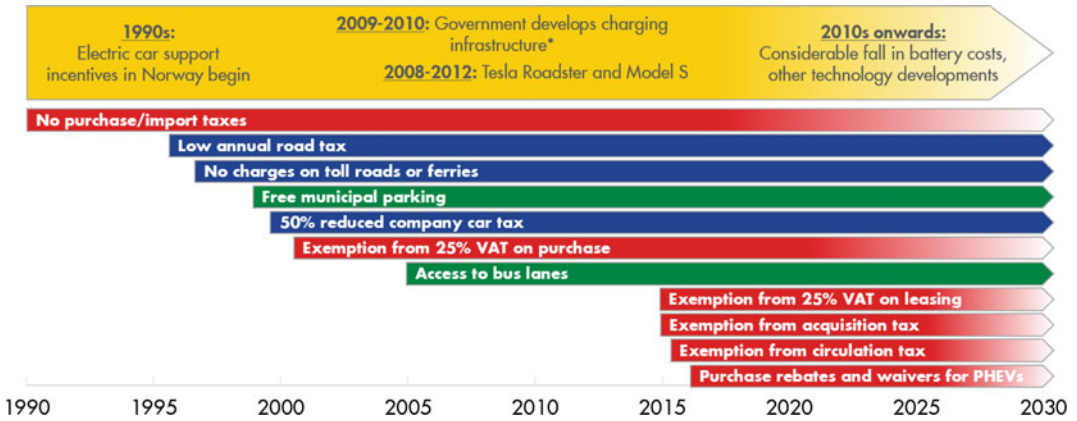 1990s:
Electric car support
incentives in Norway begin
2009-2010: Government develops charging
infrastructure*
2008-2012: Tesla Roadster and Model S
2010s onwards:
Considerable fall in battery costs,
other technology developments
No purchase/import taxes
Low annual road tax
No charges on toll roads or ferries
Free municipal parking
50% reduced company car tax
Exemption from 25% VAT on purchase
Access to bus lanes
Exemption from 25% VAT on leasing
Exemption from acquisition tax
Exemption from circulation tax
Purchase rebates and waivers for PHEVs
1990 1995 2000 2005 2010 2015 2020 2025 2030